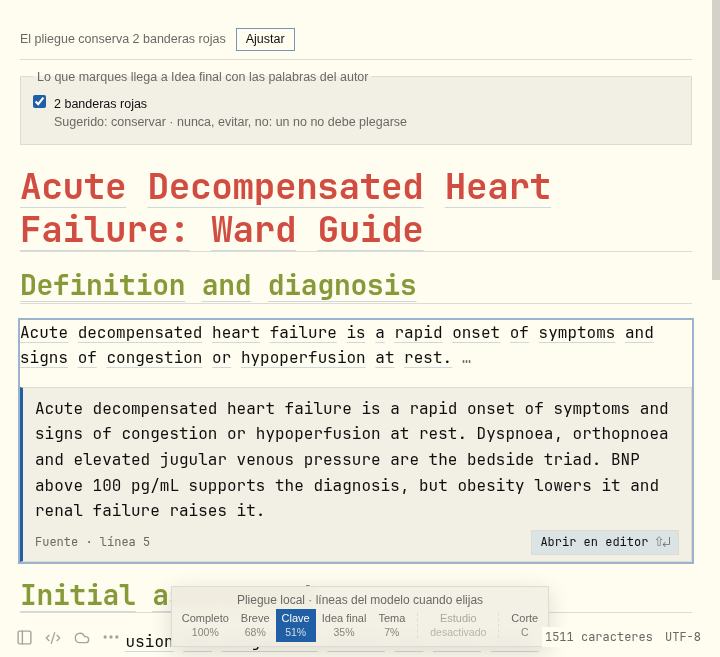 El pliegue conserva 2 banderas rojas Ajustar
Lo que marques llega a Idea final con las palabras del autor
2 banderas rojas
Sugerido: conservar · nunca, evitar, no: un no no debe plegarse
Acute Decompensated Heart
Failure: Ward Guide
Definition and diagnosis
Acute decompensated heart failure is a rapid onset of symptoms and
signs of congestion or hypoperfusion at rest. …
Acute decompensated heart failure is a rapid onset of symptoms and
signs of congestion or hypoperfusion at rest. Dyspnoea, orthopnoea
and elevated jugular venous pressure are the bedside triad. BNP
above 100 pg/mL supports the diagnosis, but obesity lowers it and
renal failure raises it.
Fuente · línea 5 Abrir en editor
Initial
Pliegue local · líneas del modelo cuando elijas
Completo Breve Clave Idea final Tema Estudio Corte
100% 68% 51% 35% 7% desactivado C
1511 caracteres UTF-8